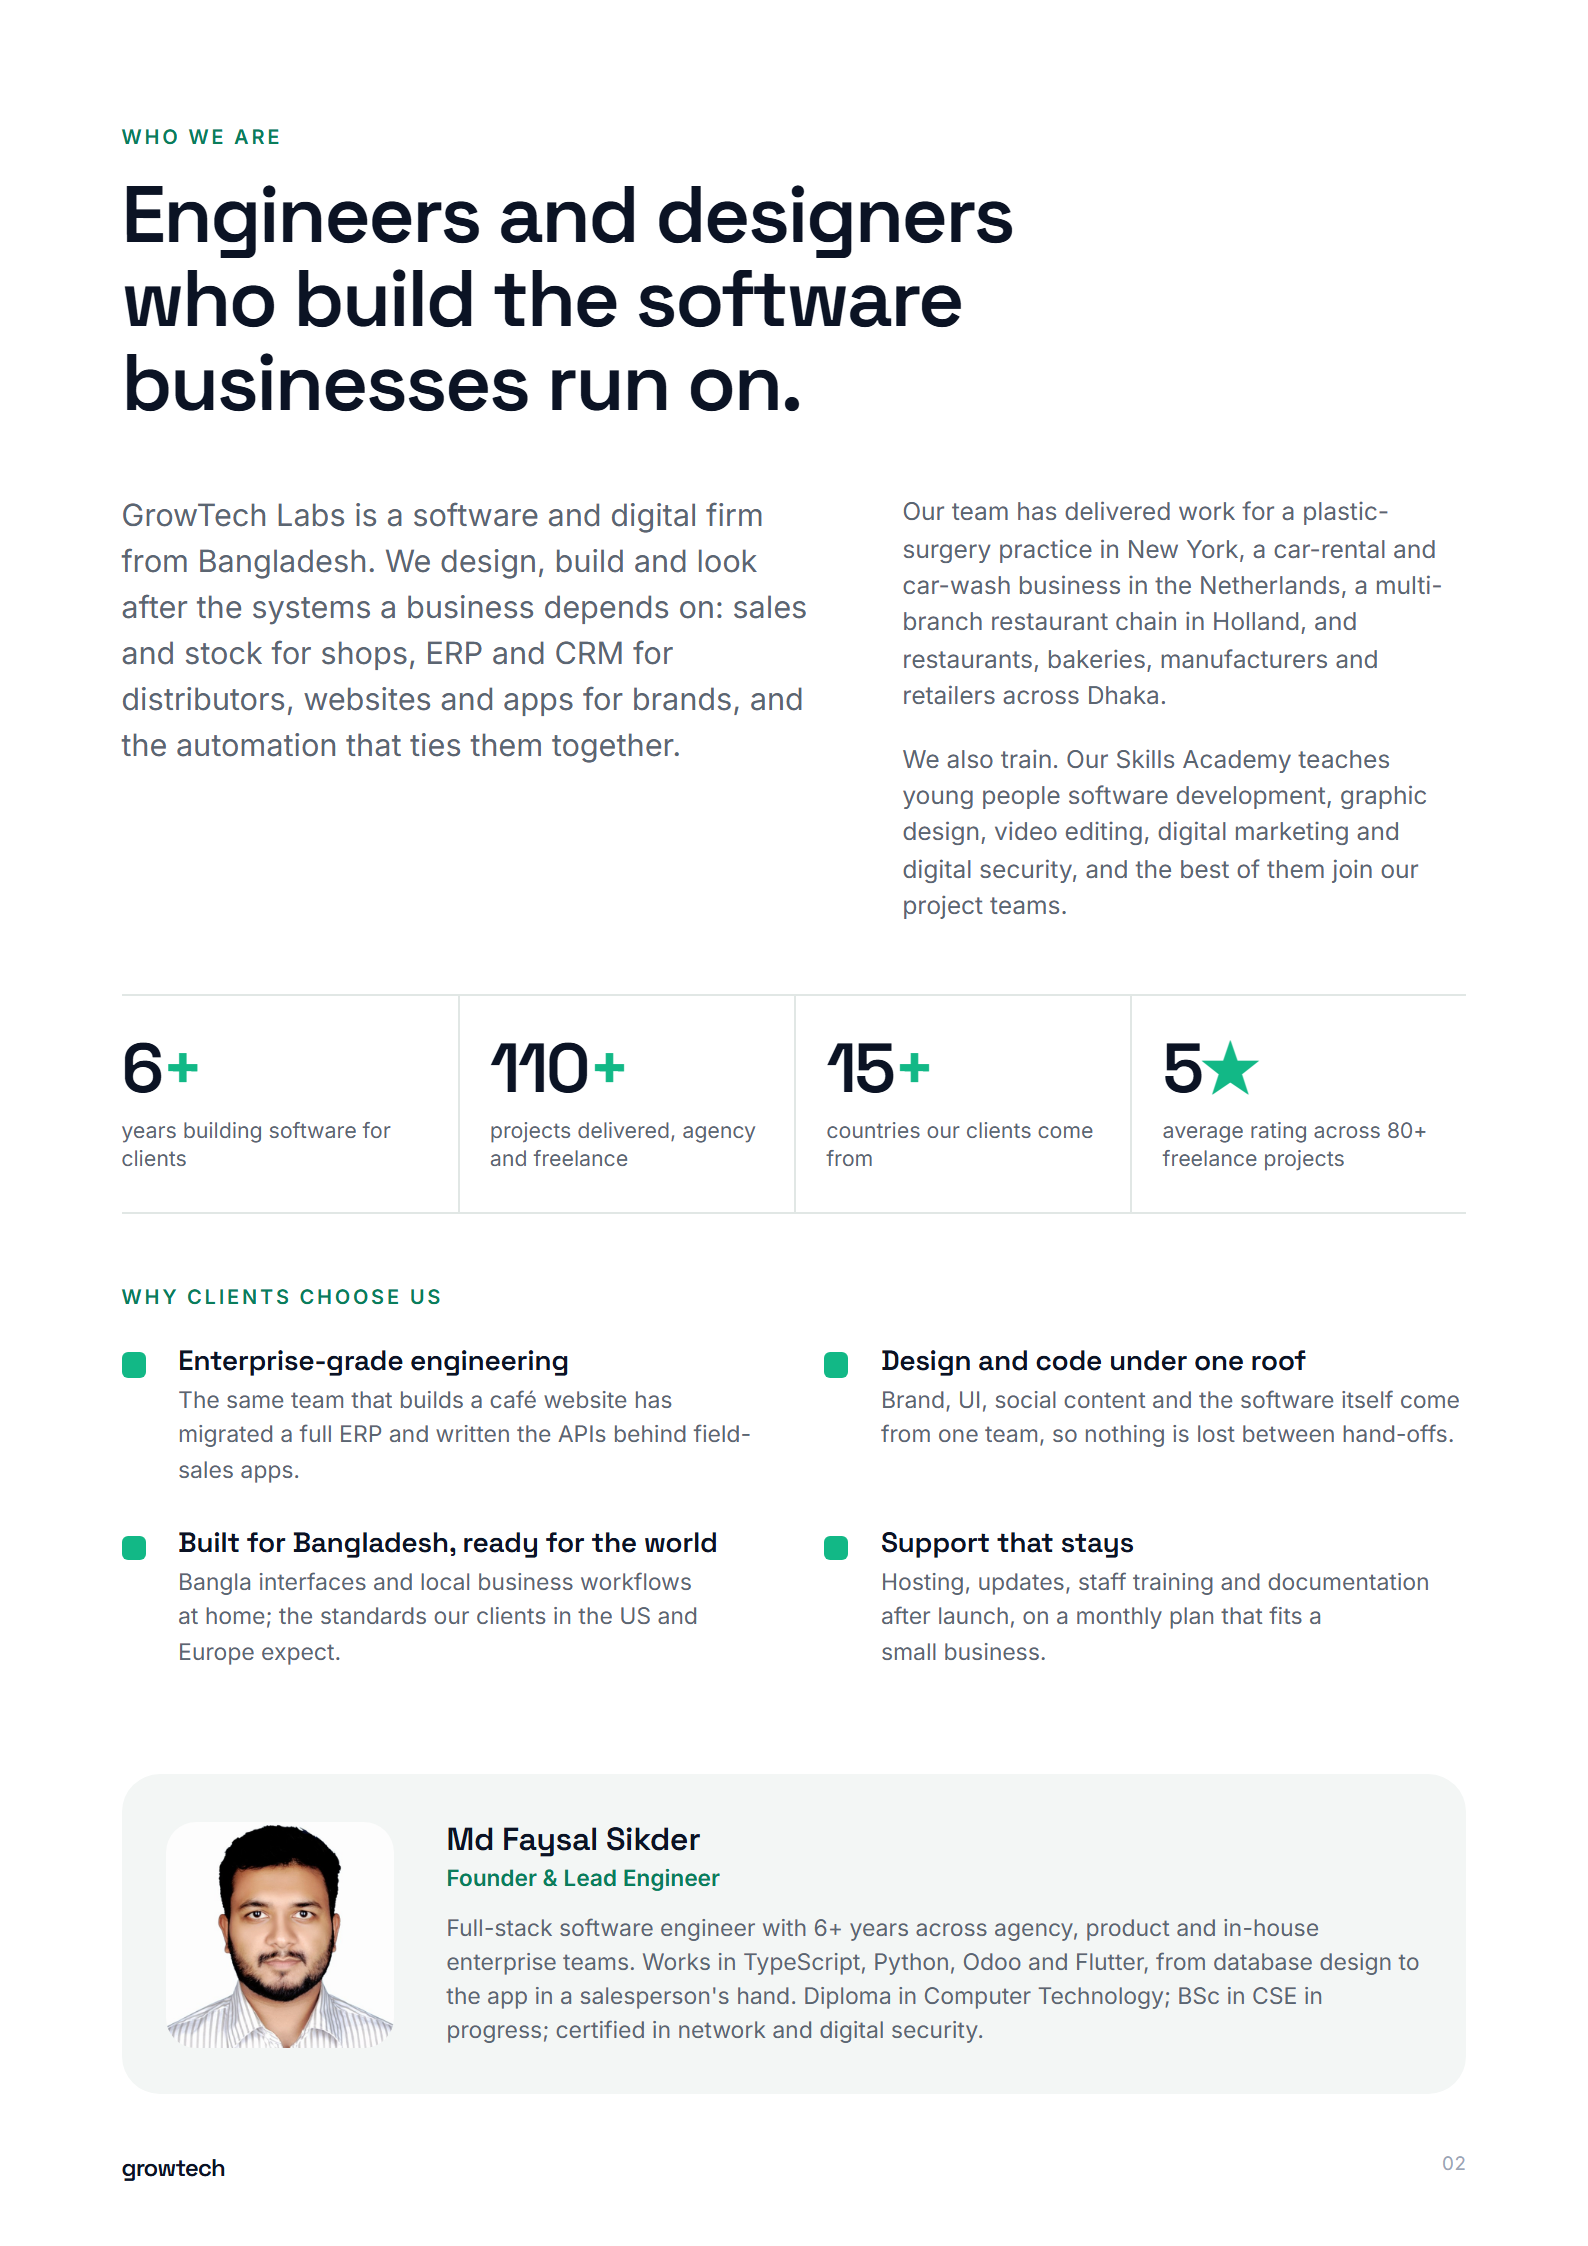 WHO WE ARE
Engineers and designers
who build the software
businesses run on.
GrowTech Labs is a software and digital firm
from Bangladesh. We design, build and look
after the systems a business depends on: sales
and stock for shops, ERP and CRM for
distributors, websites and apps for brands, and
the automation that ties them together.
Our team has delivered work for a plastic-
surgery practice in New York, a car-rental and
car-wash business in the Netherlands, a multi-
branch restaurant chain in Holland, and
restaurants, bakeries, manufacturers and
retailers across Dhaka.
We also train. Our Skills Academy teaches
young people software development, graphic
design, video editing, digital marketing and
digital security, and the best of them join our
project teams.
6+
years building software for
clients
110+
projects delivered, agency
and freelance
15+
countries our clients come
from
5★
average rating across 80+
freelance projects
WHY CLIENTS CHOOSE US
Enterprise-grade engineering
The same team that builds a café website has
migrated a full ERP and written the APIs behind field-
sales apps.
Design and code under one roof
Brand, UI, social content and the software itself come
from one team, so nothing is lost between hand-offs.
Built for Bangladesh, ready for the world
Bangla interfaces and local business workflows
at home; the standards our clients in the US and
Europe expect.
Support that stays
Hosting, updates, staff training and documentation
after launch, on a monthly plan that fits a
small business.
Md Faysal Sikder
Founder & Lead Engineer
Full-stack software engineer with 6+ years across agency, product and in-house
enterprise teams. Works in TypeScript, Python, Odoo and Flutter, from database design to
the app in a salesperson's hand. Diploma in Computer Technology; BSc in CSE in
progress; certified in network and digital security.
growtech
02